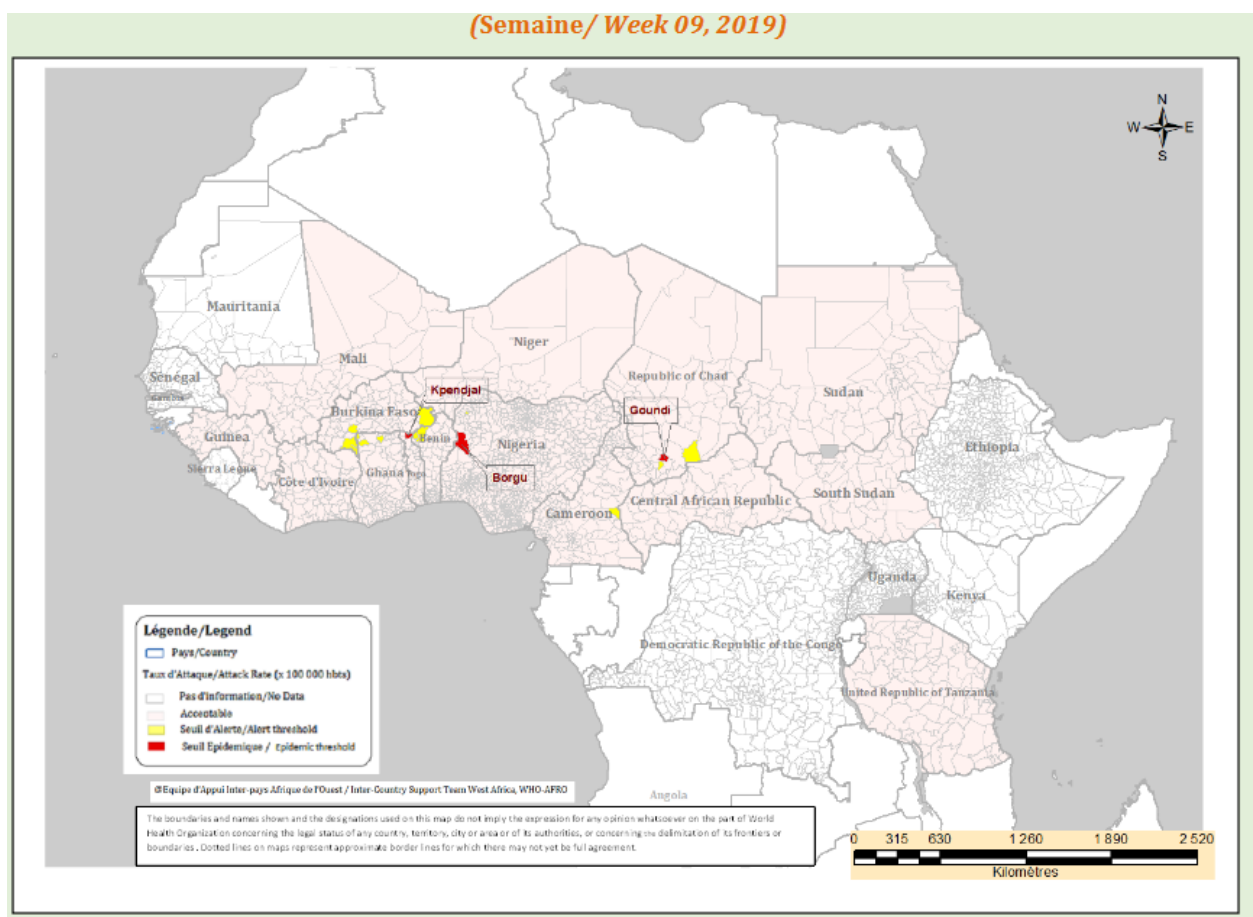 (Semaine/ Week 09, 2019)
N
W E
S
Mauritania
Mali
Niger
Republic of Chad
Sudan
Senegal
Kpendjal
Goundi
Burkina Faso
Guinea
Benin
Nigeria
Ethiopia
Sierra Leone
Ghana Togo
Côte d'Ivoire
Borgu
Central African Republic
South Sudan
Cameroon
Uganda
Kenya
Democratic Republic of the Congo
United Republic of Tanzania
Angola
Légende/Legend
Pays/Country
Taux d'Attaque/Attack Rate (x 100 000 hbts)
Pas d'information/No Data
Acceptable
Seuil d'Alerte/Alert threshold
Seuil Epidemique / Epidemic threshold
@Equipe d'Appui Inter-pays Afrique de l'Ouest / Inter-Country Support Team West Africa, WHO-AFRO
The boundaries and names shown and the designations used on this map do not imply the expression for any opinion whatsoever on the part of World
Health Organization concerning the legal status of any country, territory, city or area or of its authorities, or concerning the delimitation of its frontiers or
boundaries. Dotted lines on maps represent approximate border lines for which there may not yet be full agreement.
0 315 630 1 260 1 890 2 520
Kilomètres